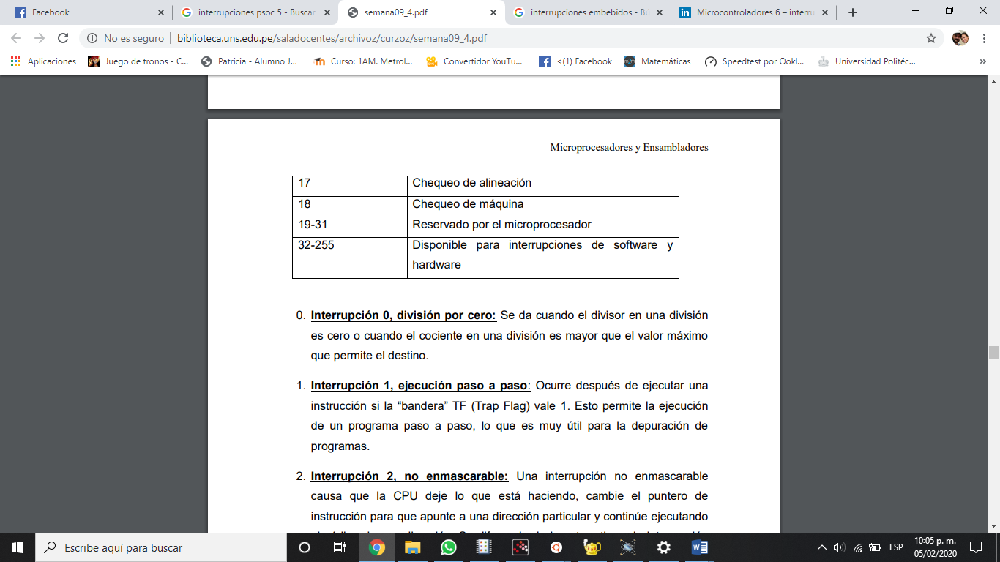 Facebook
interrupciones psoc 5 - Buscar
semana09_4.pdf
interrupciones embebidos - Bú
Microcontroladores 6 – interru
No es seguro
biblioteca.uns.edu.pe/saladocentes/archivoz/curzoz/semana09_4.pdf
Aplicaciones
Juego de tronos - C...
Patricia - Alumno J...
Curso: 1AM. Metrol...
Convertidor YouTu...
<(1) Facebook
Matemáticas
Speedtest por Ookl...
Universidad Politéc...
»
Microprocesadores y Ensambladores
17 Chequeo de alineación
18 Chequeo de máquina
19-31 Reservado por el microprocesador
32-255 Disponible para interrupciones de software y
hardware
0. Interrupción 0, división por cero: Se da cuando el divisor en una división
es cero o cuando el cociente en una división es mayor que el valor máximo
que permite el destino.
1. Interrupción 1, ejecución paso a paso: Ocurre después de ejecutar una
instrucción si la “bandera” TF (Trap Flag) vale 1. Esto permite la ejecución
de un programa paso a paso, lo que es muy útil para la depuración de
programas.
2. Interrupción 2, no enmascarable: Una interrupción no enmascarable
causa que la CPU deje lo que está haciendo, cambie el puntero de
instrucción para que apunte a una dirección particular y continúe ejecutando
Escribe aquí para buscar
ESP
10:05 p. m.
05/02/2020